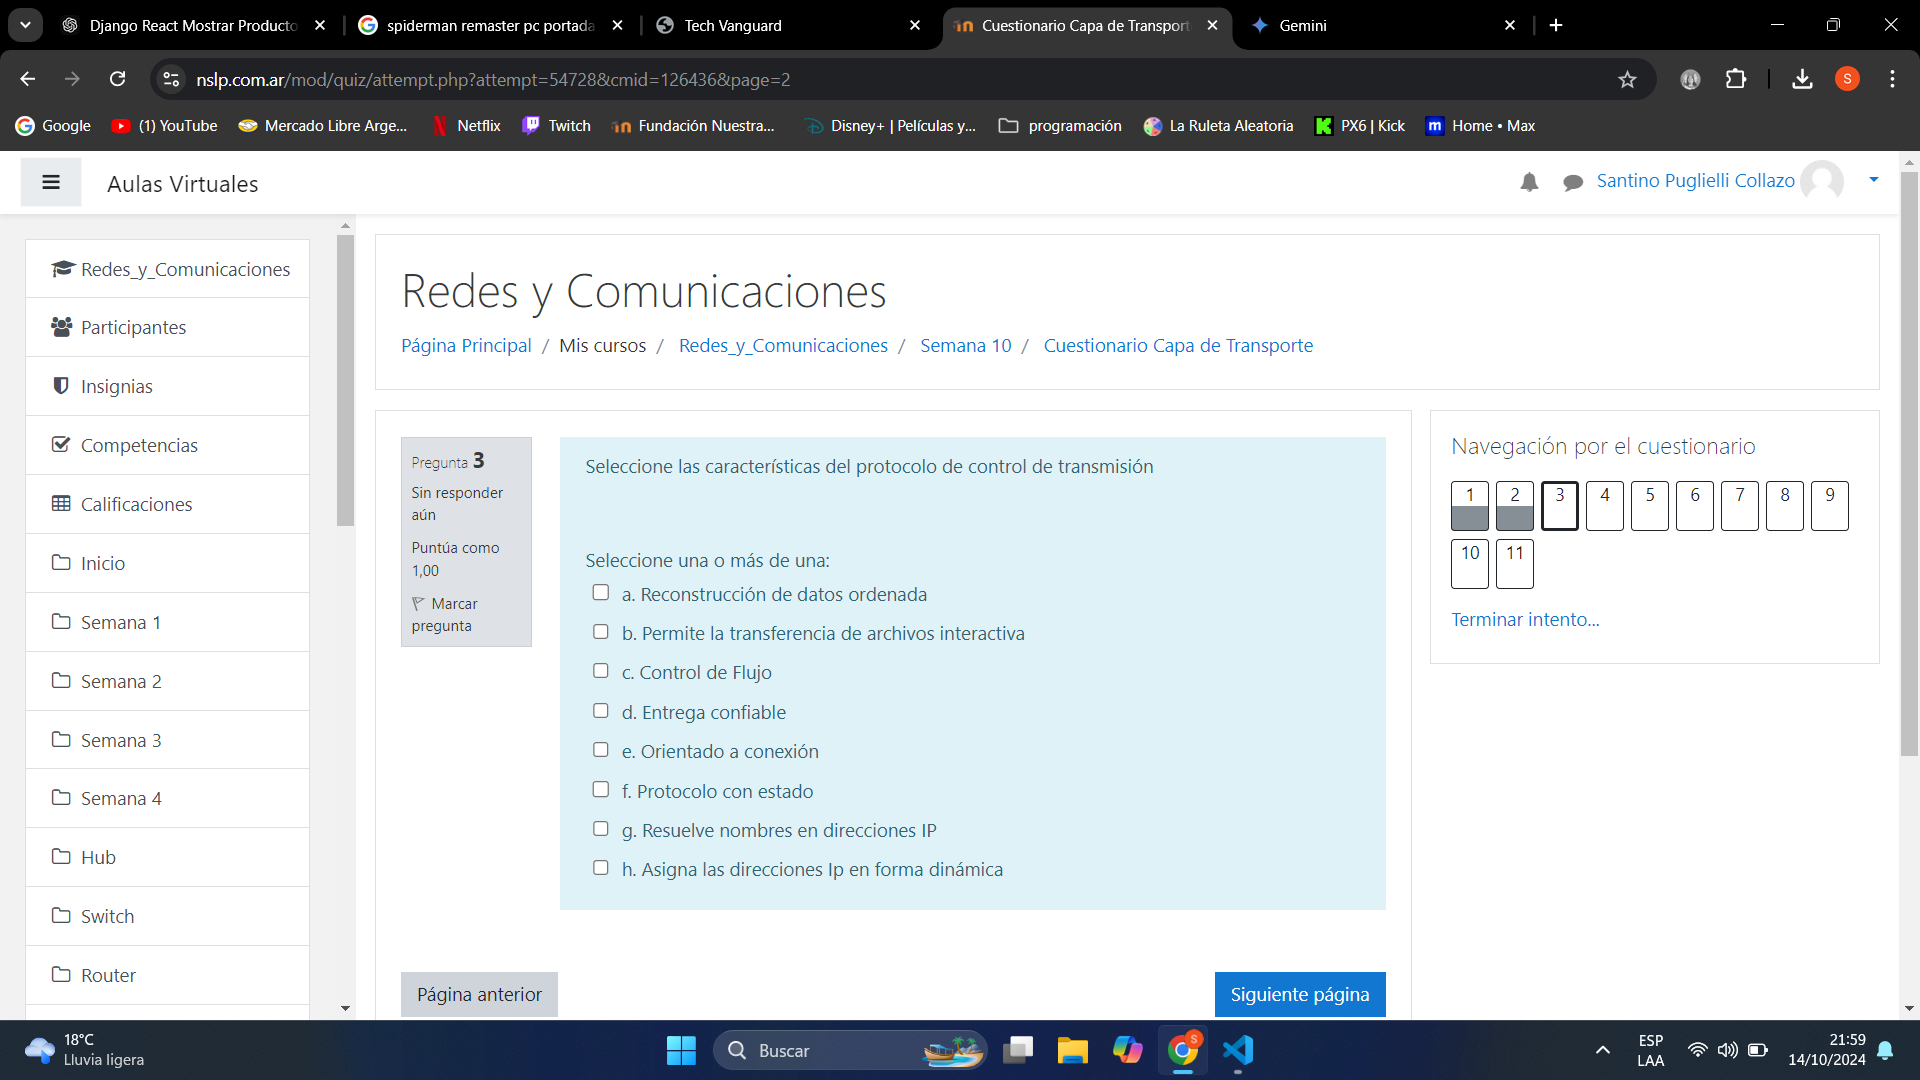 Django React Mostrar Producto
spiderman remaster pc portada
Tech Vanguard
Cuestionario Capa de Transport
Gemini
nslp.com.ar/mod/quiz/attempt.php?attempt=54728&cmid=126436&page=2
S
Google
(1) YouTube
Mercado Libre Arge...
Netflix
Twitch
Fundación Nuestra...
Disney+ | Películas y...
programación
La Ruleta Aleatoria
PX6 | Kick
Home • Max
Aulas Virtuales
Santino Puglielli Collazo
Redes_y_Comunicaciones
Participantes
Insignias
Competencias
Calificaciones
Inicio
Semana 1
Semana 2
Semana 3
Semana 4
Hub
Switch
Router
Redes y Comunicaciones
Página Principal / Mis cursos / Redes_y_Comunicaciones / Semana 10 / Cuestionario Capa de Transporte
Pregunta 3
Sin responder
aún
Puntúa como
1,00
Marcar
pregunta
Seleccione las características del protocolo de control de transmisión
Seleccione una o más de una:
a. Reconstrucción de datos ordenada
b. Permite la transferencia de archivos interactiva
c. Control de Flujo
d. Entrega confiable
e. Orientado a conexión
f. Protocolo con estado
g. Resuelve nombres en direcciones IP
h. Asigna las direcciones Ip en forma dinámica
Página anterior
Siguiente página
Navegación por el cuestionario
1 2 3 4 5 6 7 8 9
10 11
Terminar intento...
18°C
Lluvia ligera
Buscar
S
ESP
LAA
21:59
14/10/2024